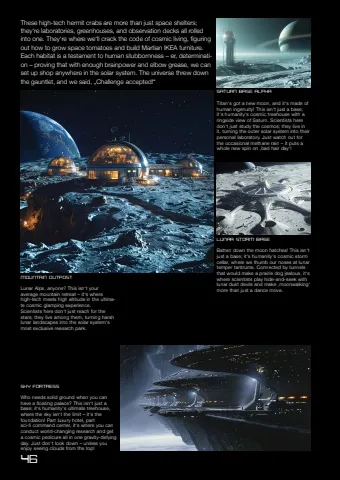 These high-tech hermit crabs are more than just space shelters;
they're laboratories, greenhouses, and observation decks all rolled
into one. They're where we'll crack the code of cosmic living, figuring
out how to grow space tomatoes and build Martian IKEA furniture.
Each habitat is a testament to human stubbornness – er, determinati-
on – proving that with enough brainpower and elbow grease, we can
set up shop anywhere in the solar system. The universe threw down
the gauntlet, and we said, „Challenge accepted!"
SATURN BASE ALPHA
Titan's got a new moon, and it's made of
human ingenuity! This isn't just a base;
it's humanity's cosmic treehouse with a
ringside view of Saturn. Scientists here
don't just study the cosmos; they live in
it, turning the outer solar system into their
personal laboratory. Just watch out for
the occasional methane rain – it puts a
whole new spin on ‚bad hair day'!
LUNAR STORM BASE
Batten down the moon hatches! This isn't
just a base; it's humanity's cosmic storm
cellar, where we thumb our noses at lunar
temper tantrums. Connected by tunnels
that would make a prairie dog jealous, it's
where scientists play hide-and-seek with
lunar dust devils and make ‚moonwalking'
more than just a dance move.
MOUNTAIN OUTPOST
Lunar Alps, anyone? This isn't your
average mountain retreat – it's where
high-tech meets high altitude in the ultima-
te cosmic glamping experience.
Scientists here don't just reach for the
stars; they live among them, turning harsh
lunar landscapes into the solar system's
most exclusive research park.
SKY FORTRESS
Who needs solid ground when you can
have a floating palace? This isn't just a
base; it's humanity's ultimate treehouse,
where the sky isn't the limit – it's the
foundation! Part luxury hotel, part
sci-fi command center, it's where you can
conduct world-changing research and get
a cosmic pedicure all in one gravity-defying
day. Just don't look down – unless you
enjoy seeing clouds from the top!
46